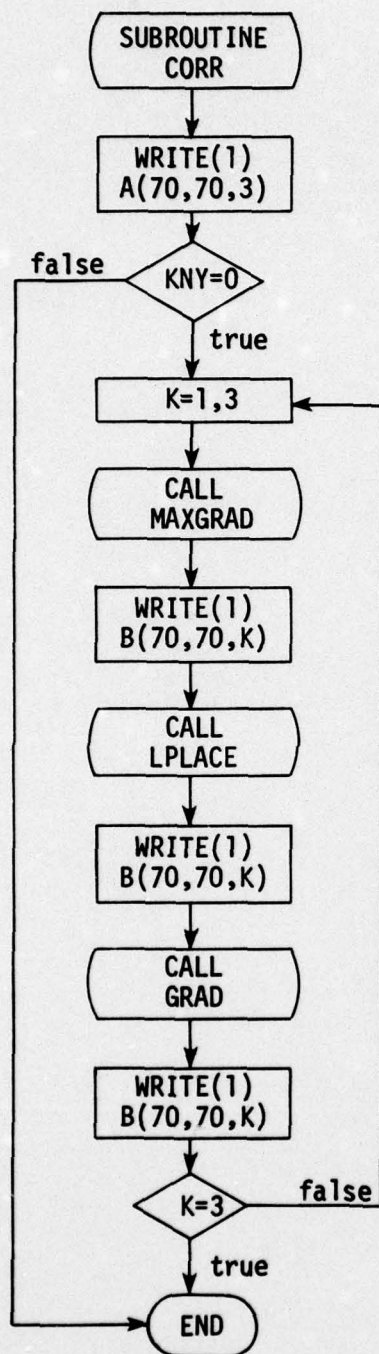 SUBROUTINE
CORR
WRITE(1)
A(70,70,3)
false
KNY=0
true
K=1,3
CALL
MAXGRAD
WRITE(1)
B(70,70,K)
CALL
LPLACE
WRITE(1)
B(70,70,K)
CALL
GRAD
WRITE(1)
B(70,70,K)
K=3
false
true
END